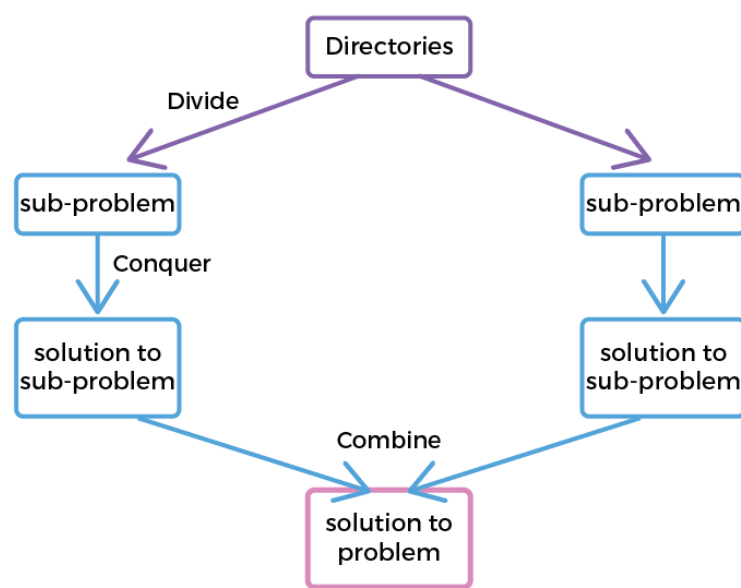 Directories
Divide
sub-problem
sub-problem
Conquer
solution to
sub-problem
solution to
sub-problem
Combine
solution to
problem